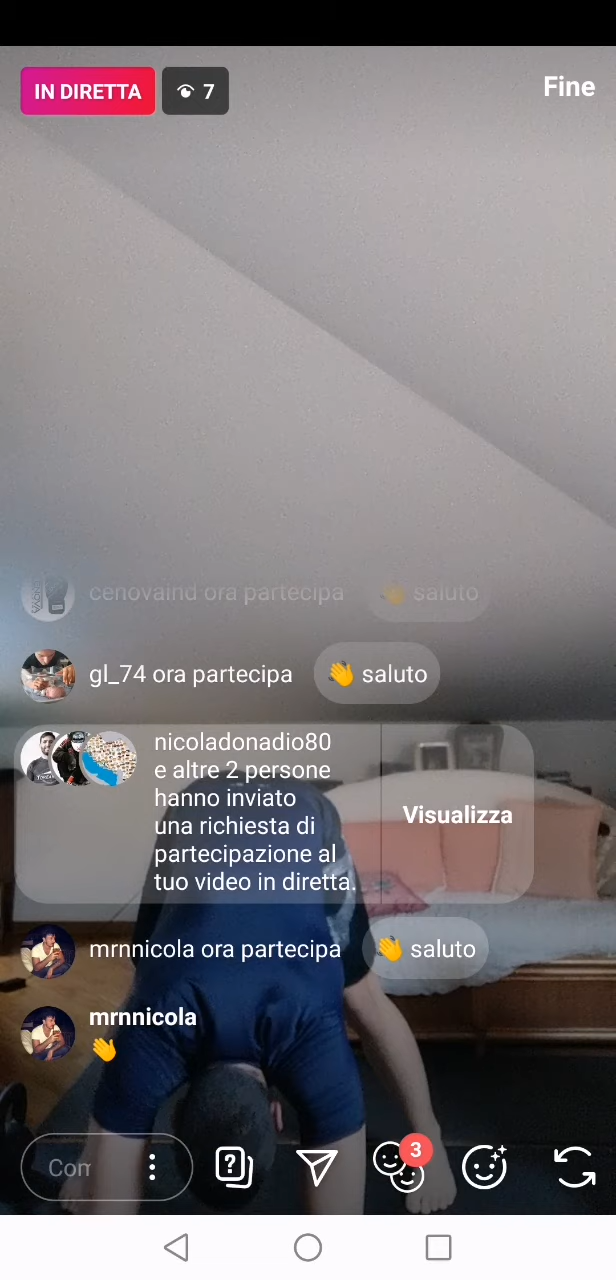 IN DIRETTA
7
Fine
cenovaind ora partecipa 👋 saluto
gl_74 ora partecipa 👋 saluto
nicoladonadio80
e altre 2 persone
hanno inviato
una richiesta di
partecipazione al
tuo video in diretta.
Visualizza
mrnnicola ora partecipa 👋 saluto
mrnnicola
👋
Com
3